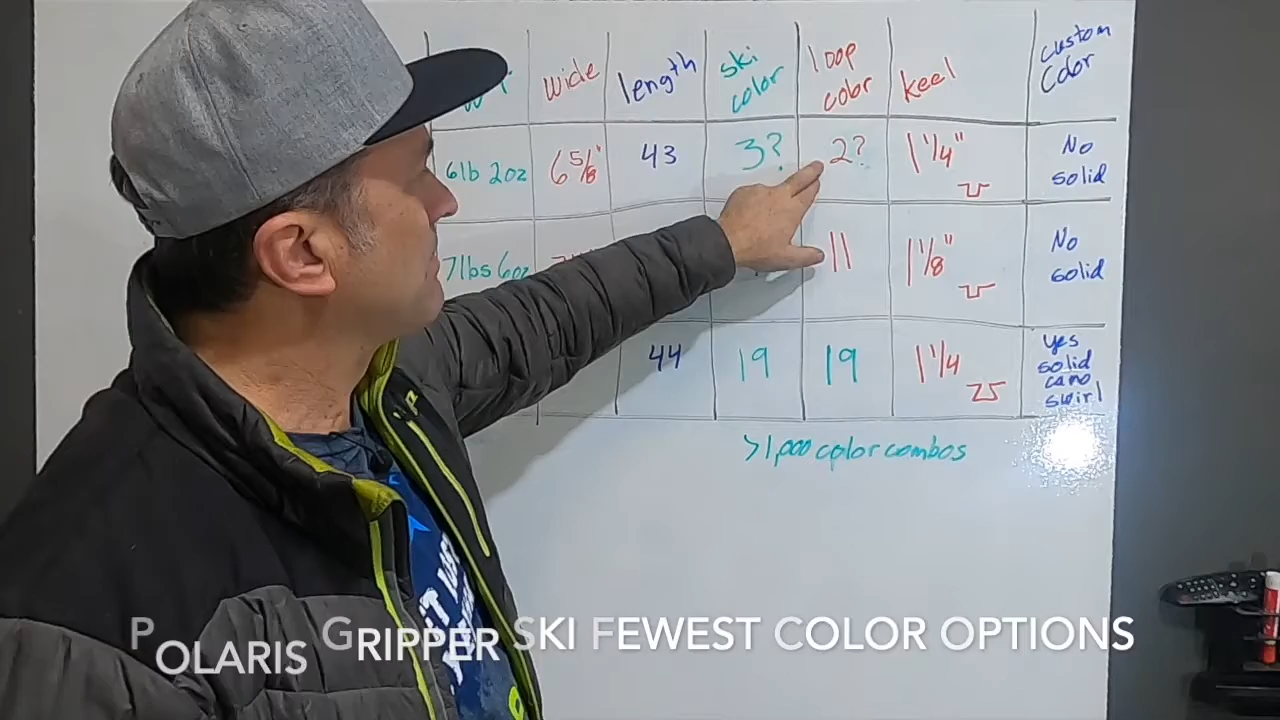 wide length ski color loop color keel custom color
6lb 2oz 6 5/8" 43 3? 2? 1 1/4" No solid
7lbs 6oz 11 1 1/8" No solid
44 19 19 1 1/4 yes solid
>1,000 color combos
POLARIS GRIPPER SKI FEWEST COLOR OPTIONS